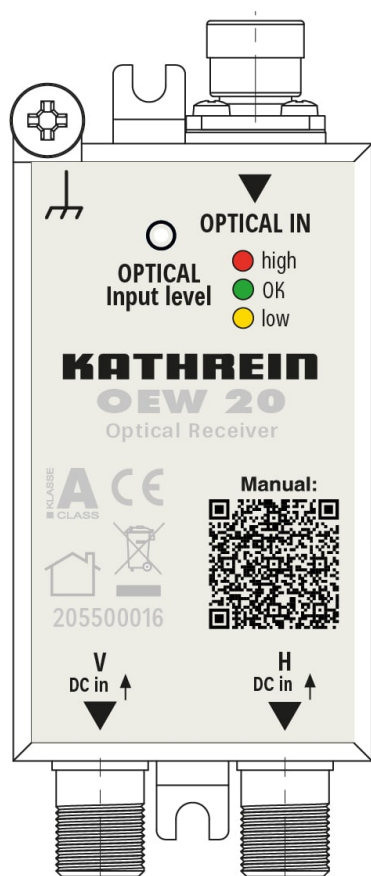 OPTICAL IN
high
OK
low
OPTICAL
Input level
KATHREIN
OEW 20
Optical Receiver
KLASSE
A
CLASS
CE
Manual:
205500016
V
DC in
H
DC in